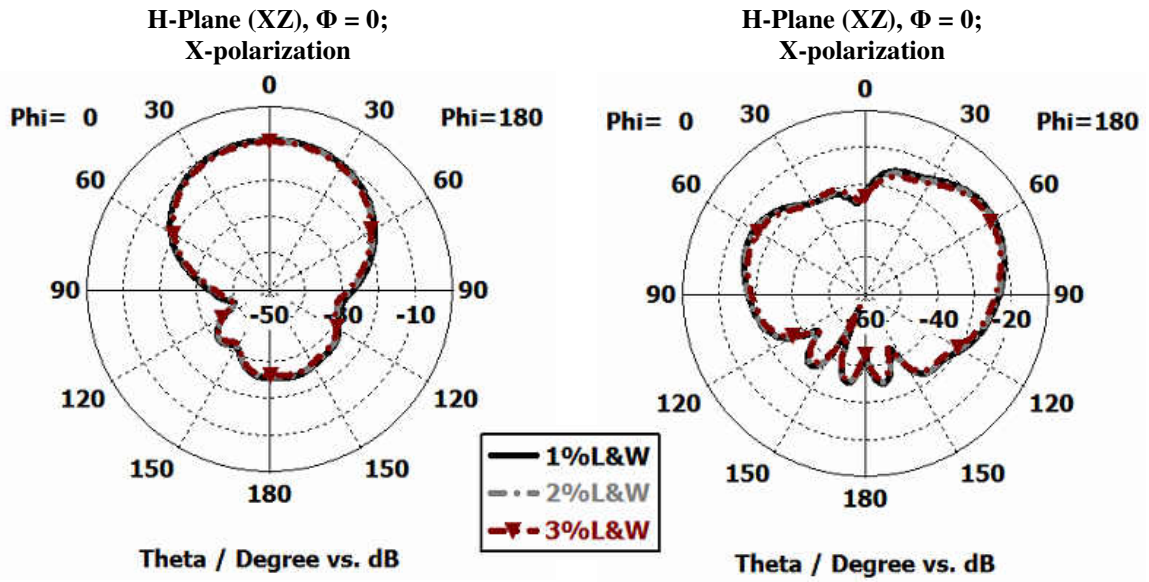 H-Plane (XZ), Φ = 0;
X-polarization
0
Phi= 0
30
30
Phi=180
60
60
90
-50
-30
-10
90
120
120
150
150
180
Theta / Degree vs. dB
H-Plane (XZ), Φ = 0;
X-polarization
0
Phi= 0
30
30
Phi=180
60
60
90
-60
-40
-20
90
120
120
150
150
180
Theta / Degree vs. dB
1%L&W
2%L&W
3%L&W